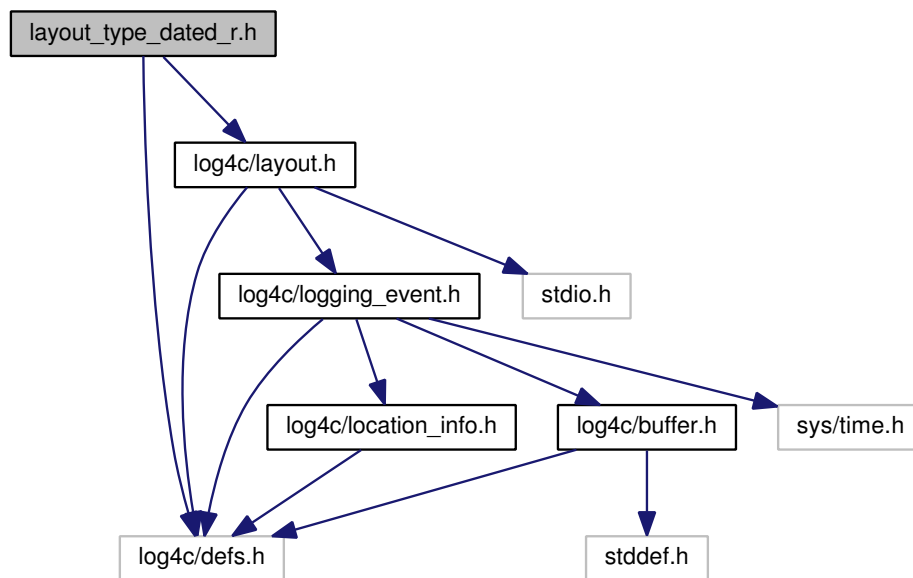 layout_type_dated_r.h
log4c/layout.h
log4c/logging_event.h
stdio.h
log4c/location_info.h
log4c/buffer.h
sys/time.h
log4c/defs.h
stddef.h